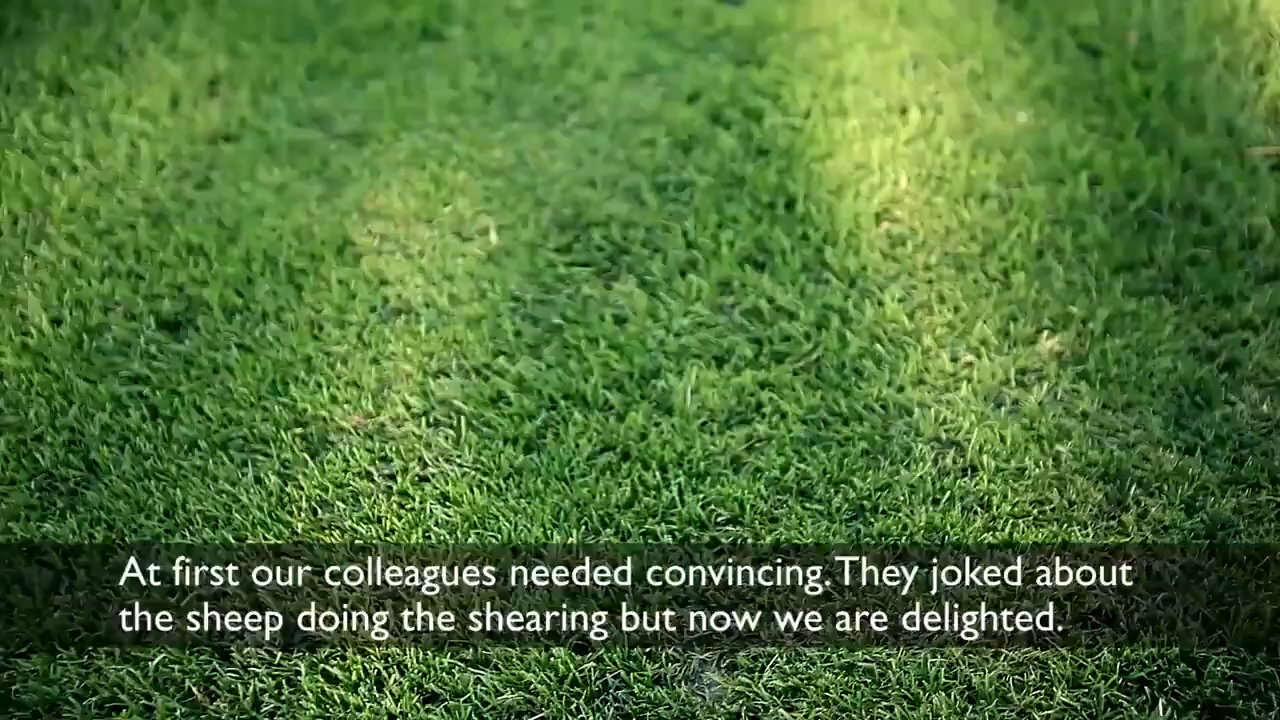 At first our colleagues needed convincing. They joked about
the sheep doing the shearing but now we are delighted.